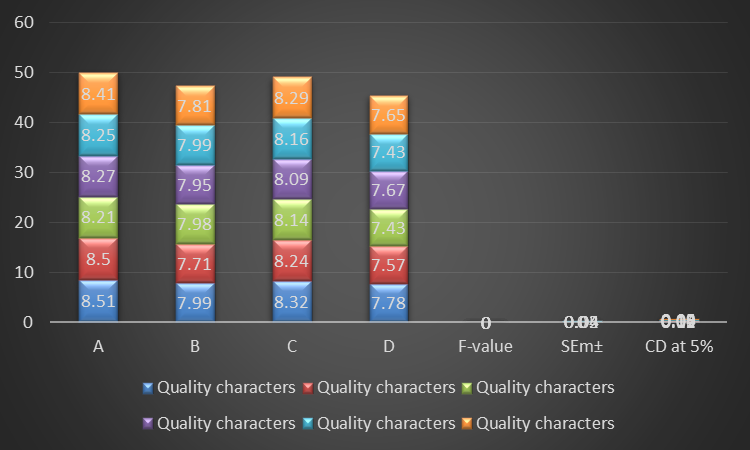 60
50
40
30
20
10
0
8.41 7.81 8.29 7.65
8.25 7.99 8.16 7.43
8.27 7.95 8.09 7.67
8.21 7.98 8.14 7.43
8.5 7.71 8.24 7.57
8.51 7.99 8.32 7.78 0
A B C D F-value SEm± CD at 5%
Quality characters Quality characters Quality characters
Quality characters Quality characters Quality characters